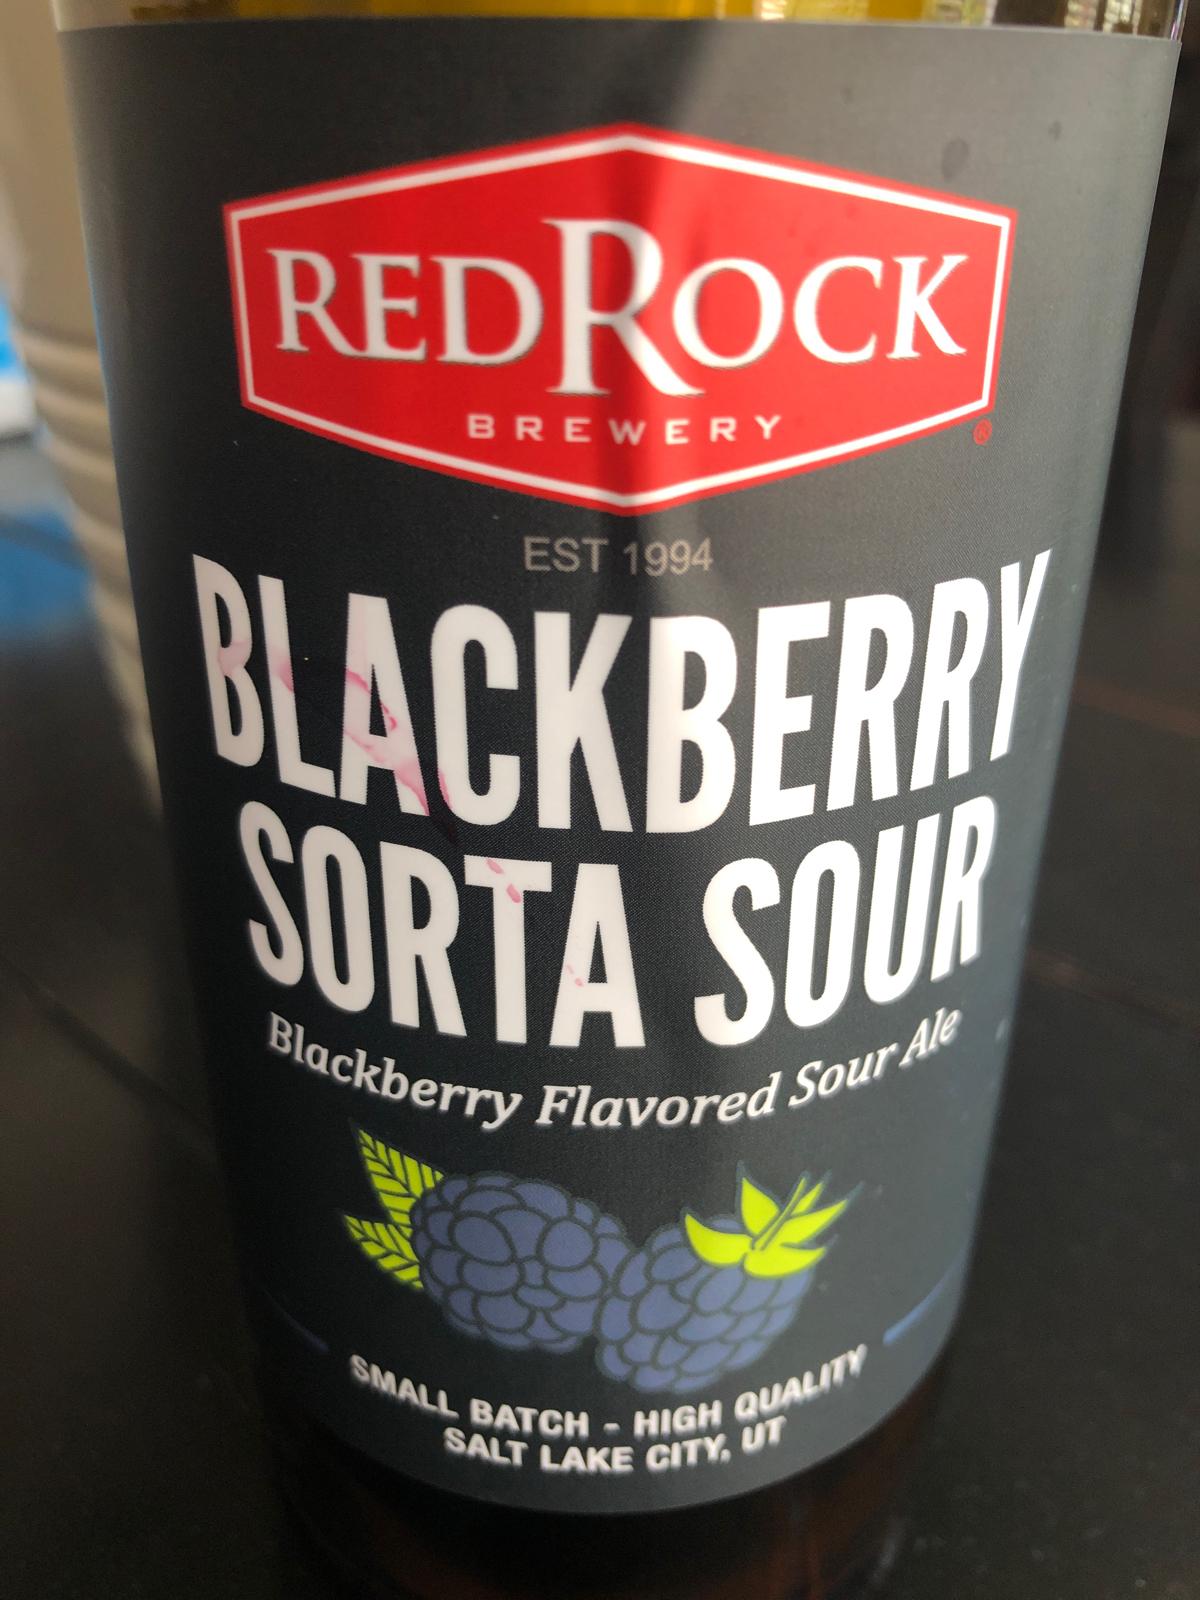 REDROCK
BREWERY
®
EST 1994
BLACKBERRY
SORTA SOUR
Blackberry Flavored Sour Ale
SMALL BATCH - HIGH QUALITY
SALT LAKE CITY, UT